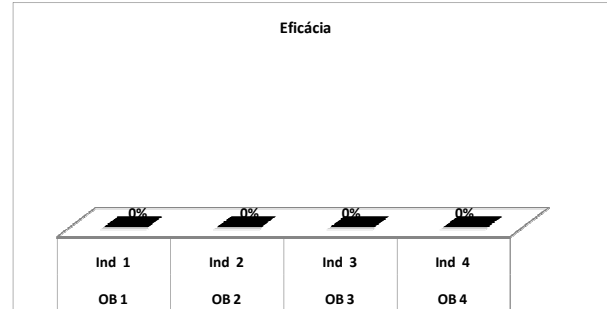 Eficácia
0% 0% 0% 0%
Ind 1 Ind 2 Ind 3 Ind 4
OB 1 OB 2 OB 3 OB 4